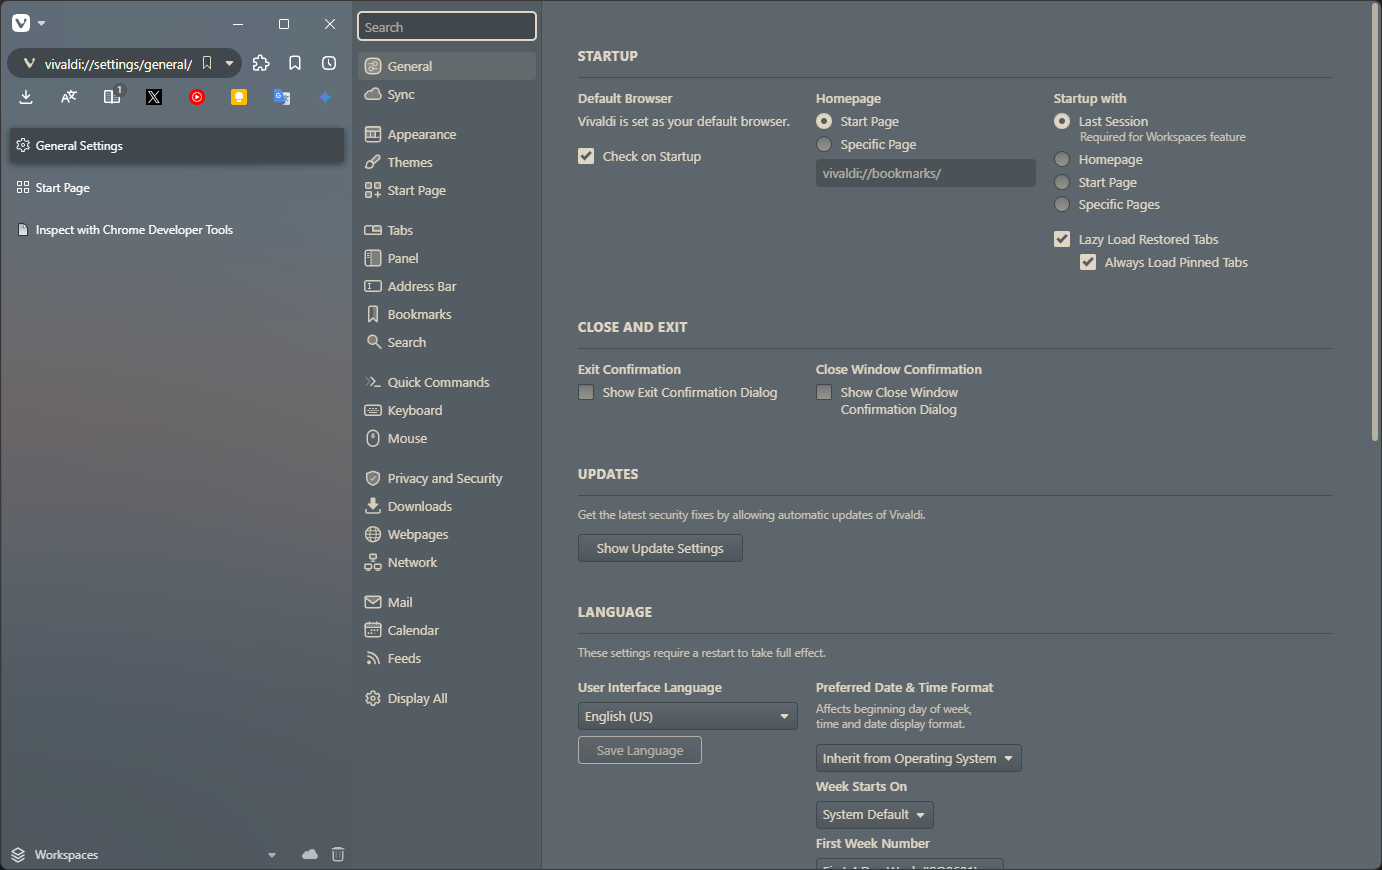 vivaldi://settings/general/
1
General Settings
Start Page
Inspect with Chrome Developer Tools
Workspaces
Search
General
Sync
Appearance
Themes
Start Page
Tabs
Panel
Address Bar
Bookmarks
Search
Quick Commands
Keyboard
Mouse
Privacy and Security
Downloads
Webpages
Network
Mail
Calendar
Feeds
Display All
STARTUP
Default Browser
Vivaldi is set as your default browser.
Check on Startup
Homepage
Start Page
Specific Page
vivaldi://bookmarks/
Startup with
Last Session
Required for Workspaces feature
Homepage
Start Page
Specific Pages
Lazy Load Restored Tabs
Always Load Pinned Tabs
CLOSE AND EXIT
Exit Confirmation
Show Exit Confirmation Dialog
Close Window Confirmation
Show Close Window
Confirmation Dialog
UPDATES
Get the latest security fixes by allowing automatic updates of Vivaldi.
Show Update Settings
LANGUAGE
These settings require a restart to take full effect.
User Interface Language
English (US)
Save Language
Preferred Date & Time Format
Affects beginning day of week,
time and date display format.
Inherit from Operating System
Week Starts On
System Default
First Week Number